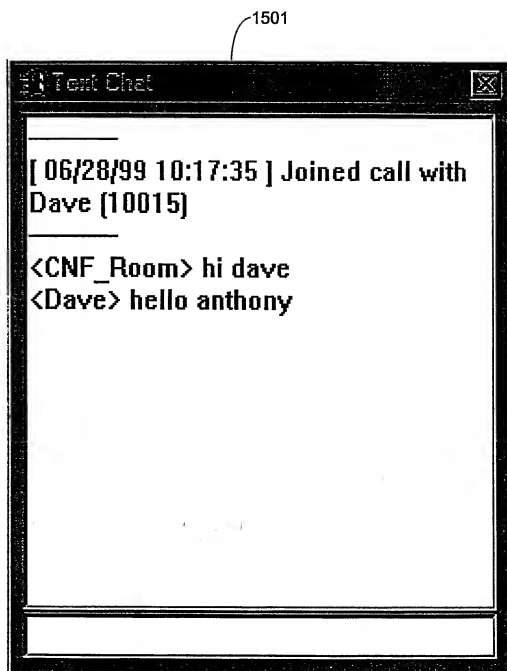 1501
Text Chat
[ 06/28/99 10:17:35 ] Joined call with
Dave (10015)
<CNF_Room> hi dave
<Dave> hello anthony